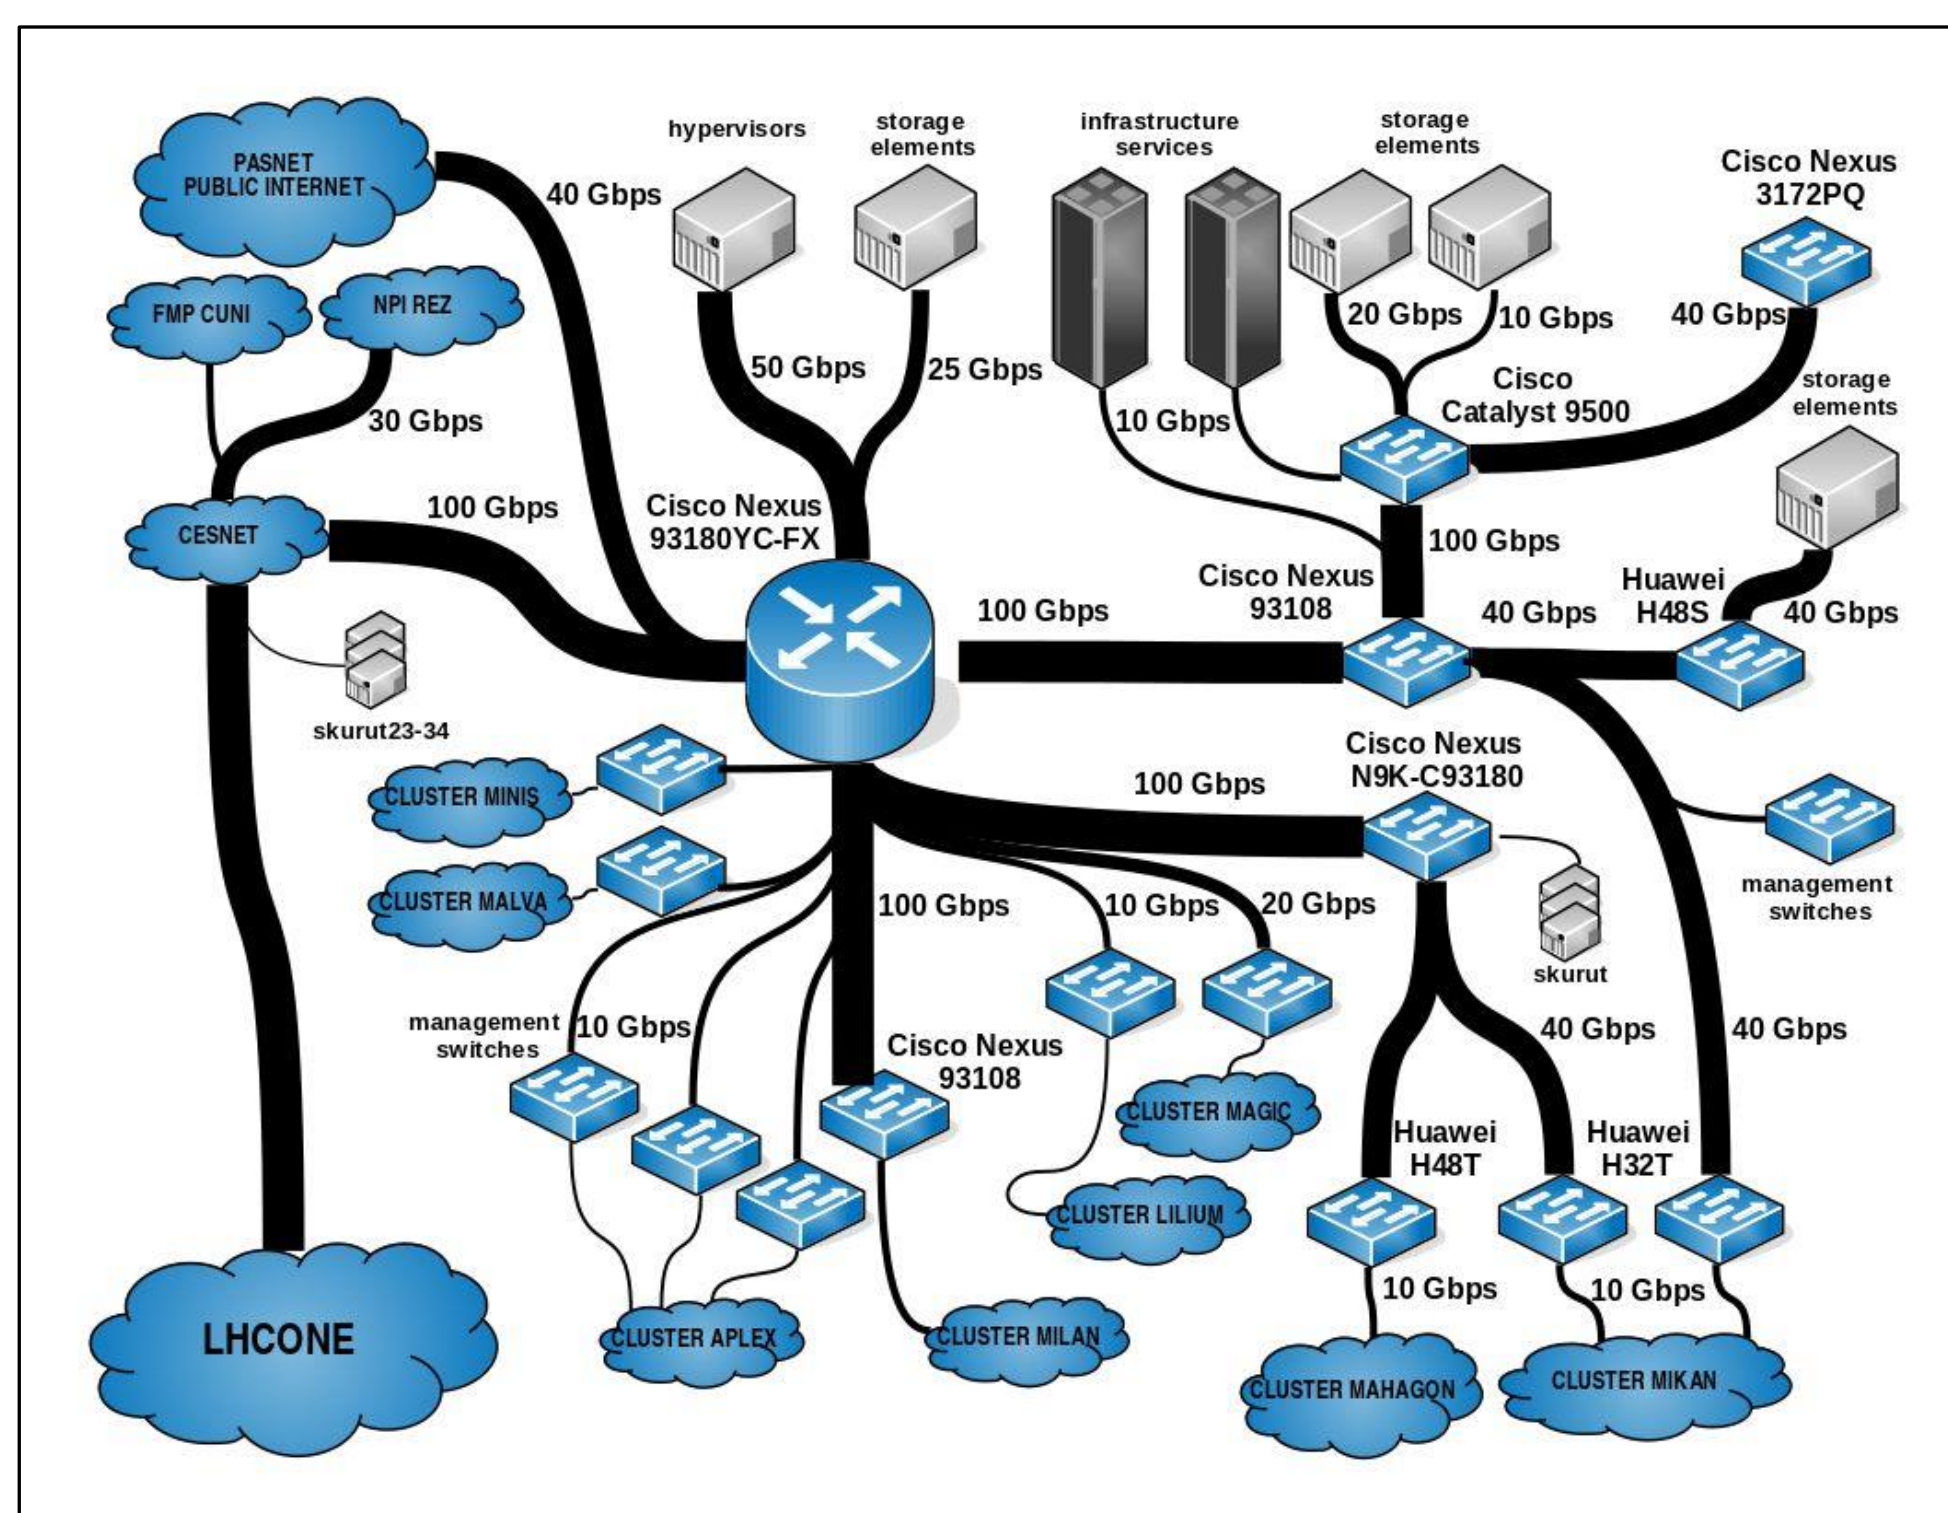 PASNET
PUBLIC INTERNET
40 Gbps
hypervisors
storage
elements
infrastructure
services
storage
elements
Cisco Nexus
3172PQ
FMP CUNI
NPI REZ
30 Gbps
50 Gbps
25 Gbps
10 Gbps
20 Gbps
10 Gbps
40 Gbps
Cisco
Catalyst 9500
storage
elements
CESNET
100 Gbps
Cisco Nexus
93180YC-FX
100 Gbps
Cisco Nexus
93108
100 Gbps
40 Gbps
Huawei
H48S
40 Gbps
skurut23-34
CLUSTER MINIS
CLUSTER MALVA
100 Gbps
Cisco Nexus
N9K-C93180
management
switches
100 Gbps
10 Gbps
20 Gbps
skurut
management
switches
10 Gbps
Cisco Nexus
93108
40 Gbps
40 Gbps
CLUSTER MAGIC
CLUSTER LILIUM
Huawei
H48T
Huawei
H32T
10 Gbps
10 Gbps
LHCONE
CLUSTER APLEX
CLUSTER MILAN
CLUSTER MAHAGON
CLUSTER MIKAN